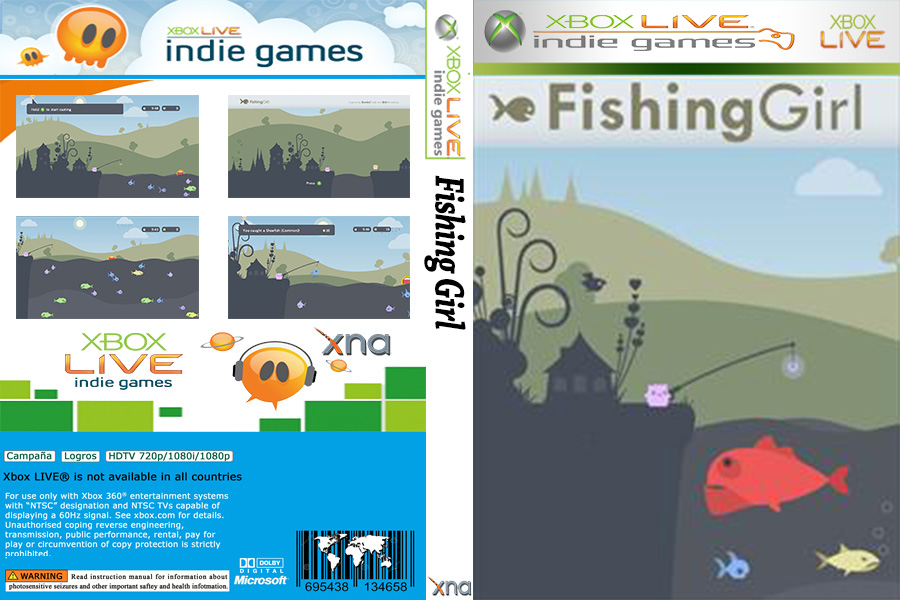 XBOX LIVE
indie games
FishingGirl
Hold to start casting
Press
You caught a Sheefish (Common)!
XBOX
LIVE
indie games
xna
Campaña Logros HDTV 720p/1080i/1080p
Xbox LIVE® is not available in all countries
For use only with Xbox 360® entertainment systems
with "NTSC" designation and NTSC TVs capable of
displaying a 60Hz signal. See xbox.com for details.
Unauthorised coping reverse engineering,
transmission, public performance, rental, pay for
play or circumvention of copy protection is strictly
prohibited.
WARNING Read instruction manual for information about
photosensitive seizures and other important saftey and health infotmation.
DOLBY
DIGITAL
Microsoft
695438 134658
XBOX LIVE
indie games
Fishing Girl
xna
XBOX LIVE
indie games
XBOX
LIVE
FishingGirl